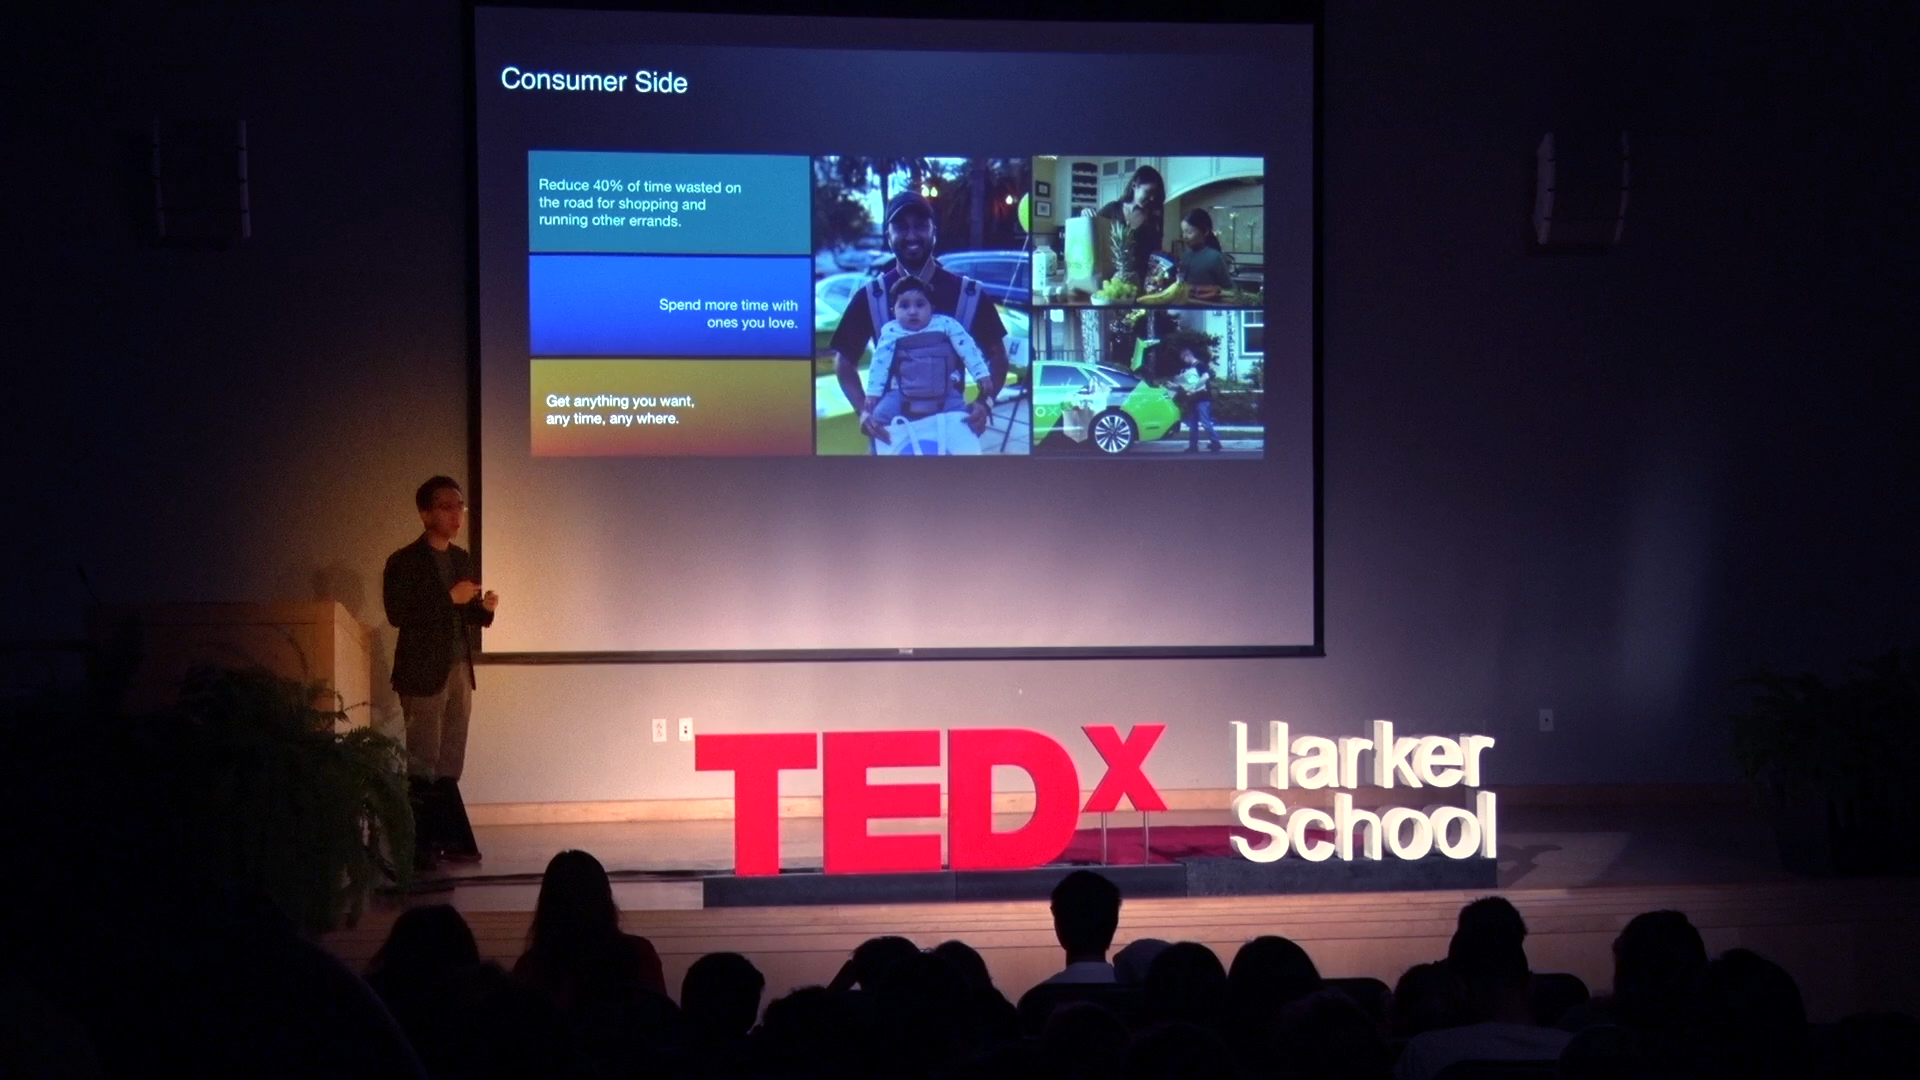 Consumer Side
Reduce 40% of time wasted on
the road for shopping and
running other errands.
Spend more time with
ones you love.
Get anything you want,
any time, any where.
TEDx
Harker
School